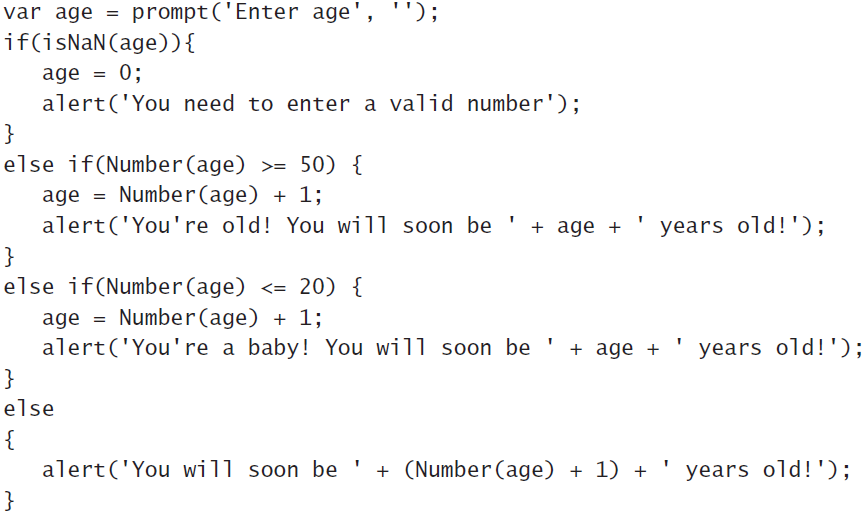 var age = prompt('Enter age', '');
if(isNaN(age)){
   age = 0;
   alert('You need to enter a valid number');
}
else if(Number(age) >= 50) {
   age = Number(age) + 1;
   alert('You're old! You will soon be ' + age + ' years old!');
}
else if(Number(age) <= 20) {
   age = Number(age) + 1;
   alert('You're a baby! You will soon be ' + age + ' years old!');
}
else
{
   alert('You will soon be ' + (Number(age) + 1) + ' years old!');
}